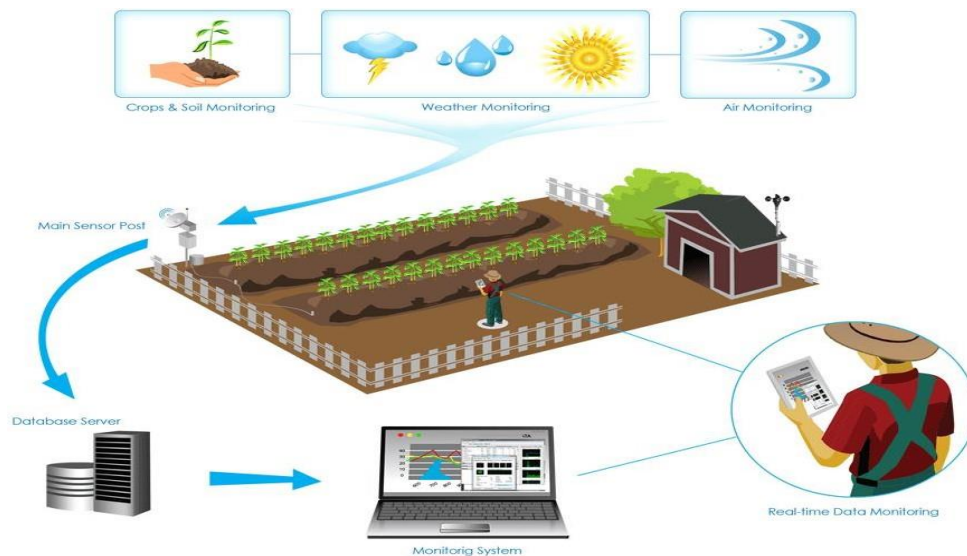 Crops & Soil Monitoring
Weather Monitoring
Air Monitoring
Main Sensor Post
Database Server
Monitorig System
Real-time Data Monitoring